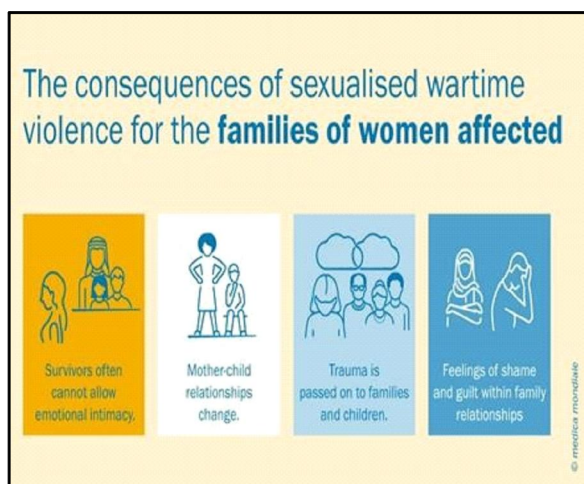 The consequences of sexualised wartime
violence for the families of women affected
Survivors often
cannot allow
emotional intimacy.
Mother-child
relationships
change.
Trauma is
passed on to families
and children.
Feelings of shame
and guilt within family
relationships
© medica mondiale